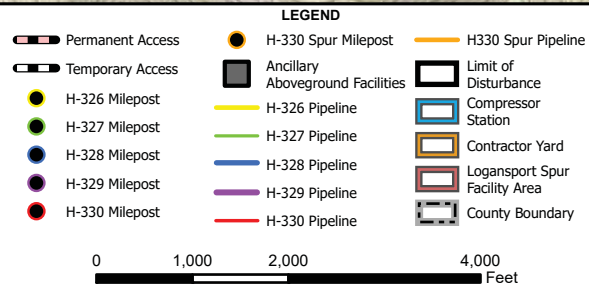 LEGEND
Permanent Access
Temporary Access
H-326 Milepost
H-327 Milepost
H-328 Milepost
H-329 Milepost
H-330 Milepost
H-330 Spur Milepost
Ancillary
Aboveground Facilities
H-326 Pipeline
H-327 Pipeline
H-328 Pipeline
H-329 Pipeline
H-330 Pipeline
H330 Spur Pipeline
Limit of
Disturbance
Compressor
Station
Contractor Yard
Logansport Spur
Facility Area
County Boundary
0 1,000 2,000 4,000
Feet